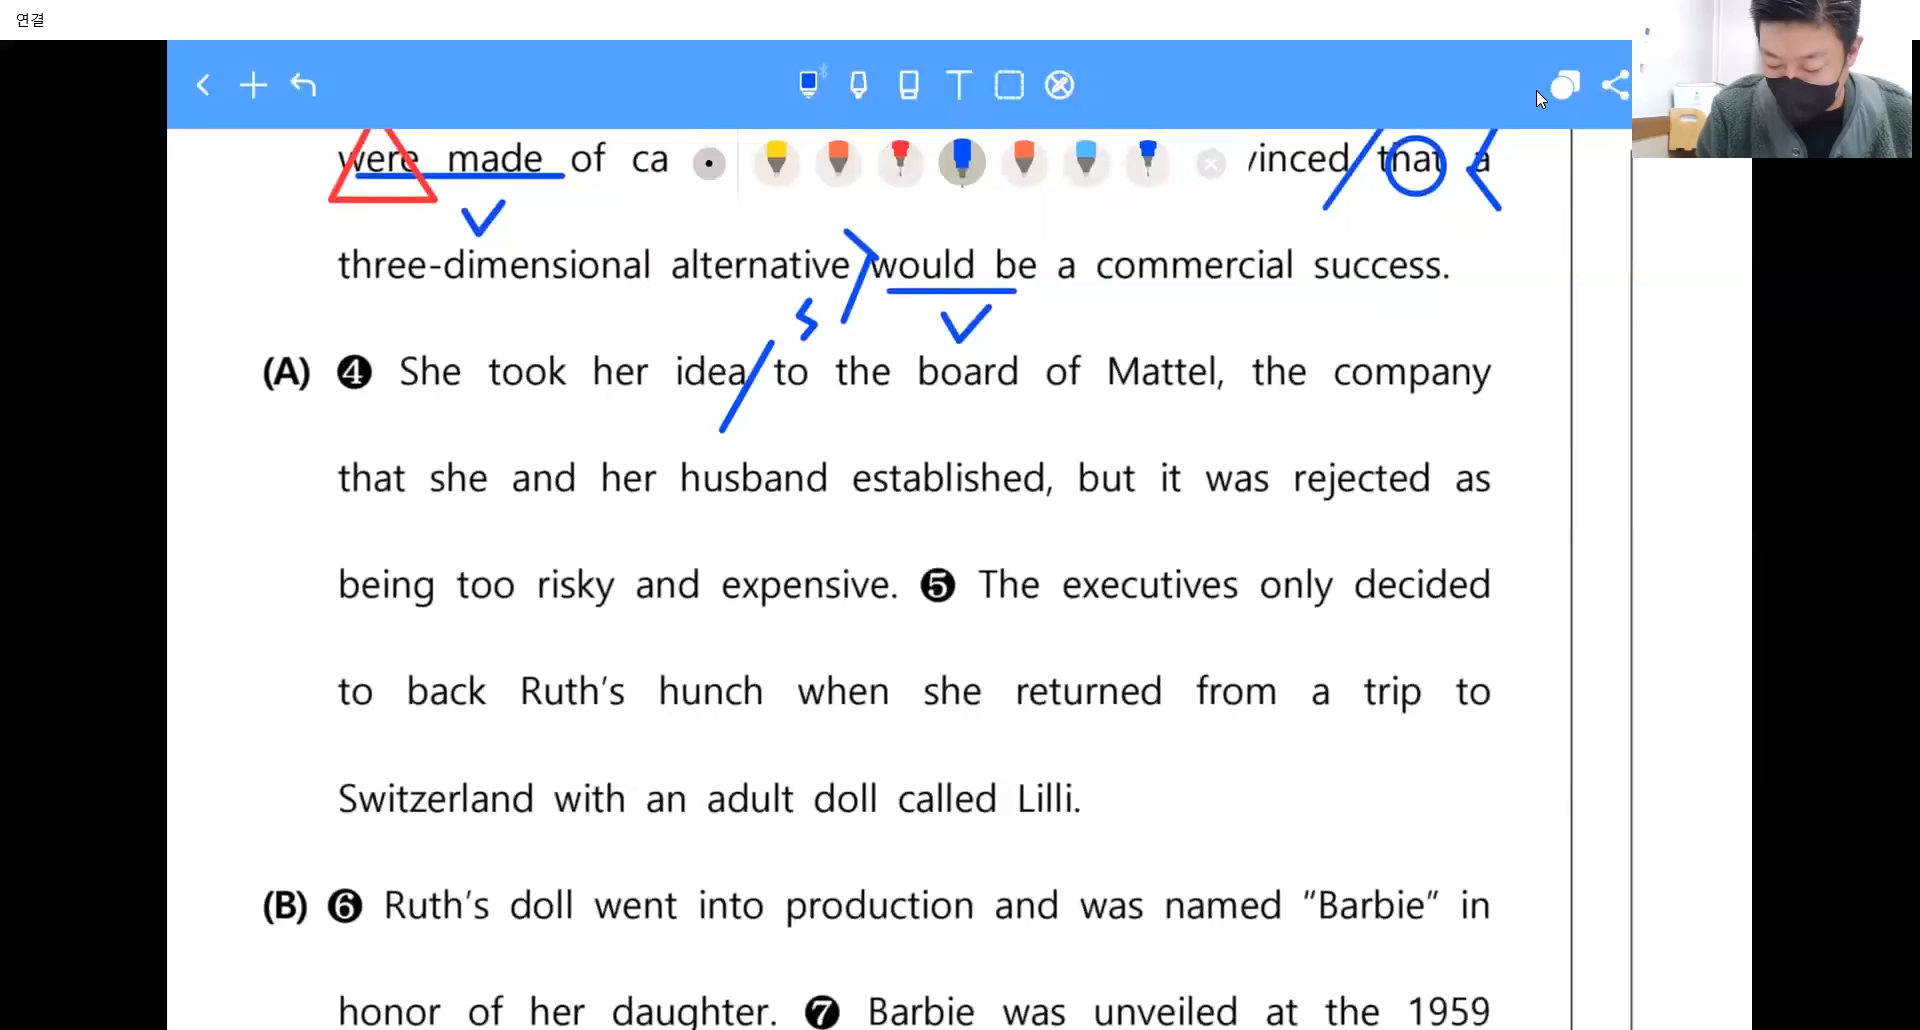 연결
were made of ca vinced that a
three-dimensional alternative would be a commercial success.
S
(A) ❹ She took her idea to the board of Mattel, the company
that she and her husband established, but it was rejected as
being too risky and expensive. ❺ The executives only decided
to back Ruth's hunch when she returned from a trip to
Switzerland with an adult doll called Lilli.
(B) ❻ Ruth's doll went into production and was named "Barbie" in
honor of her daughter. ❼ Barbie was unveiled at the 1959